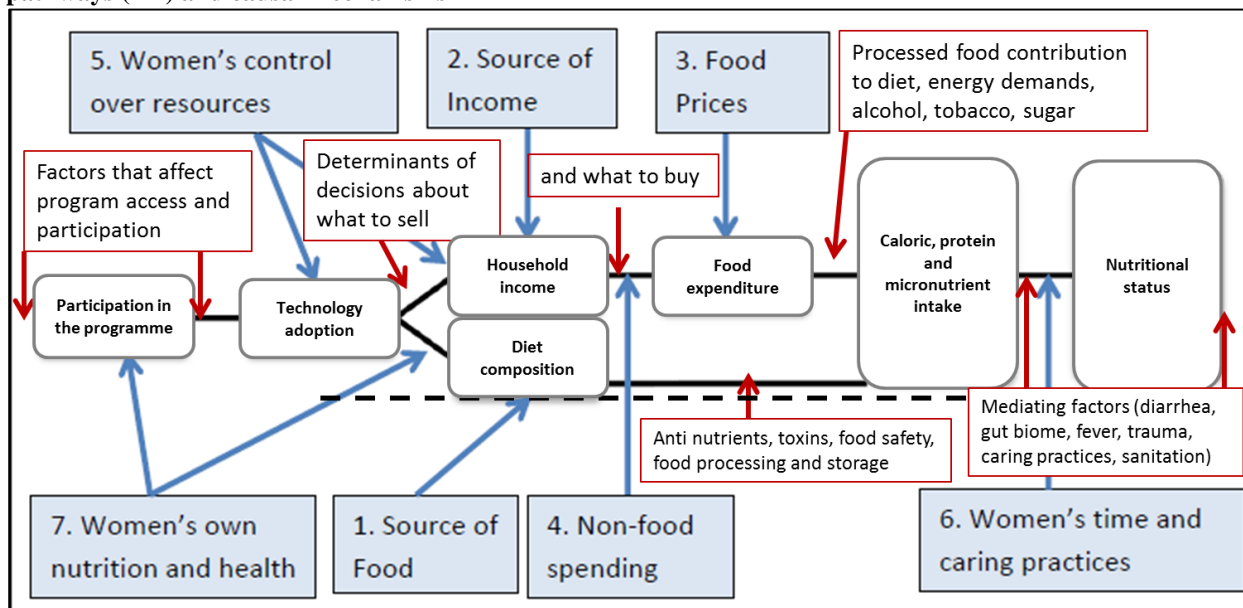 5. Women's control
over resources
2. Source of
Income
3. Food
Prices
Processed food contribution
to diet, energy demands,
alcohol, tobacco, sugar
Factors that affect
program access and
participation
Determinants of
decisions about
what to sell
and what to buy
Participation in
the programme
Technology
adoption
Household
income
Diet
composition
Food
expenditure
Caloric, protein
and
micronutrient
intake
Nutritional
status
Anti nutrients, toxins, food safety,
food processing and storage
Mediating factors (diarrhea,
gut biome, fever, trauma,
caring practices, sanitation)
7. Women's own
nutrition and health
1. Source of
Food
4. Non-food
spending
6. Women's time and
caring practices